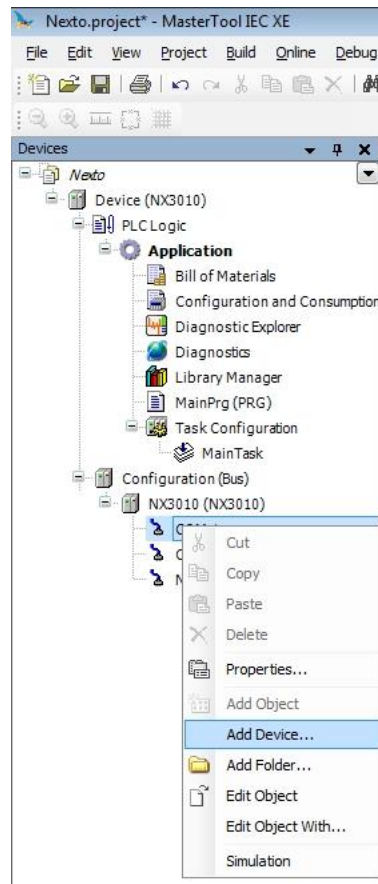 Nexto.project* - MasterTool IEC XE
File Edit View Project Build Online Debug
Devices
Nexto
Device (NX3010)
PLC Logic
Application
Bill of Materials
Configuration and Consumption
Diagnostic Explorer
Diagnostics
Library Manager
MainPrg (PRG)
Task Configuration
MainTask
Configuration (Bus)
NX3010 (NX3010)
Cut
Copy
Paste
Delete
Properties...
Add Object
Add Device...
Add Folder...
Edit Object
Edit Object With...
Simulation